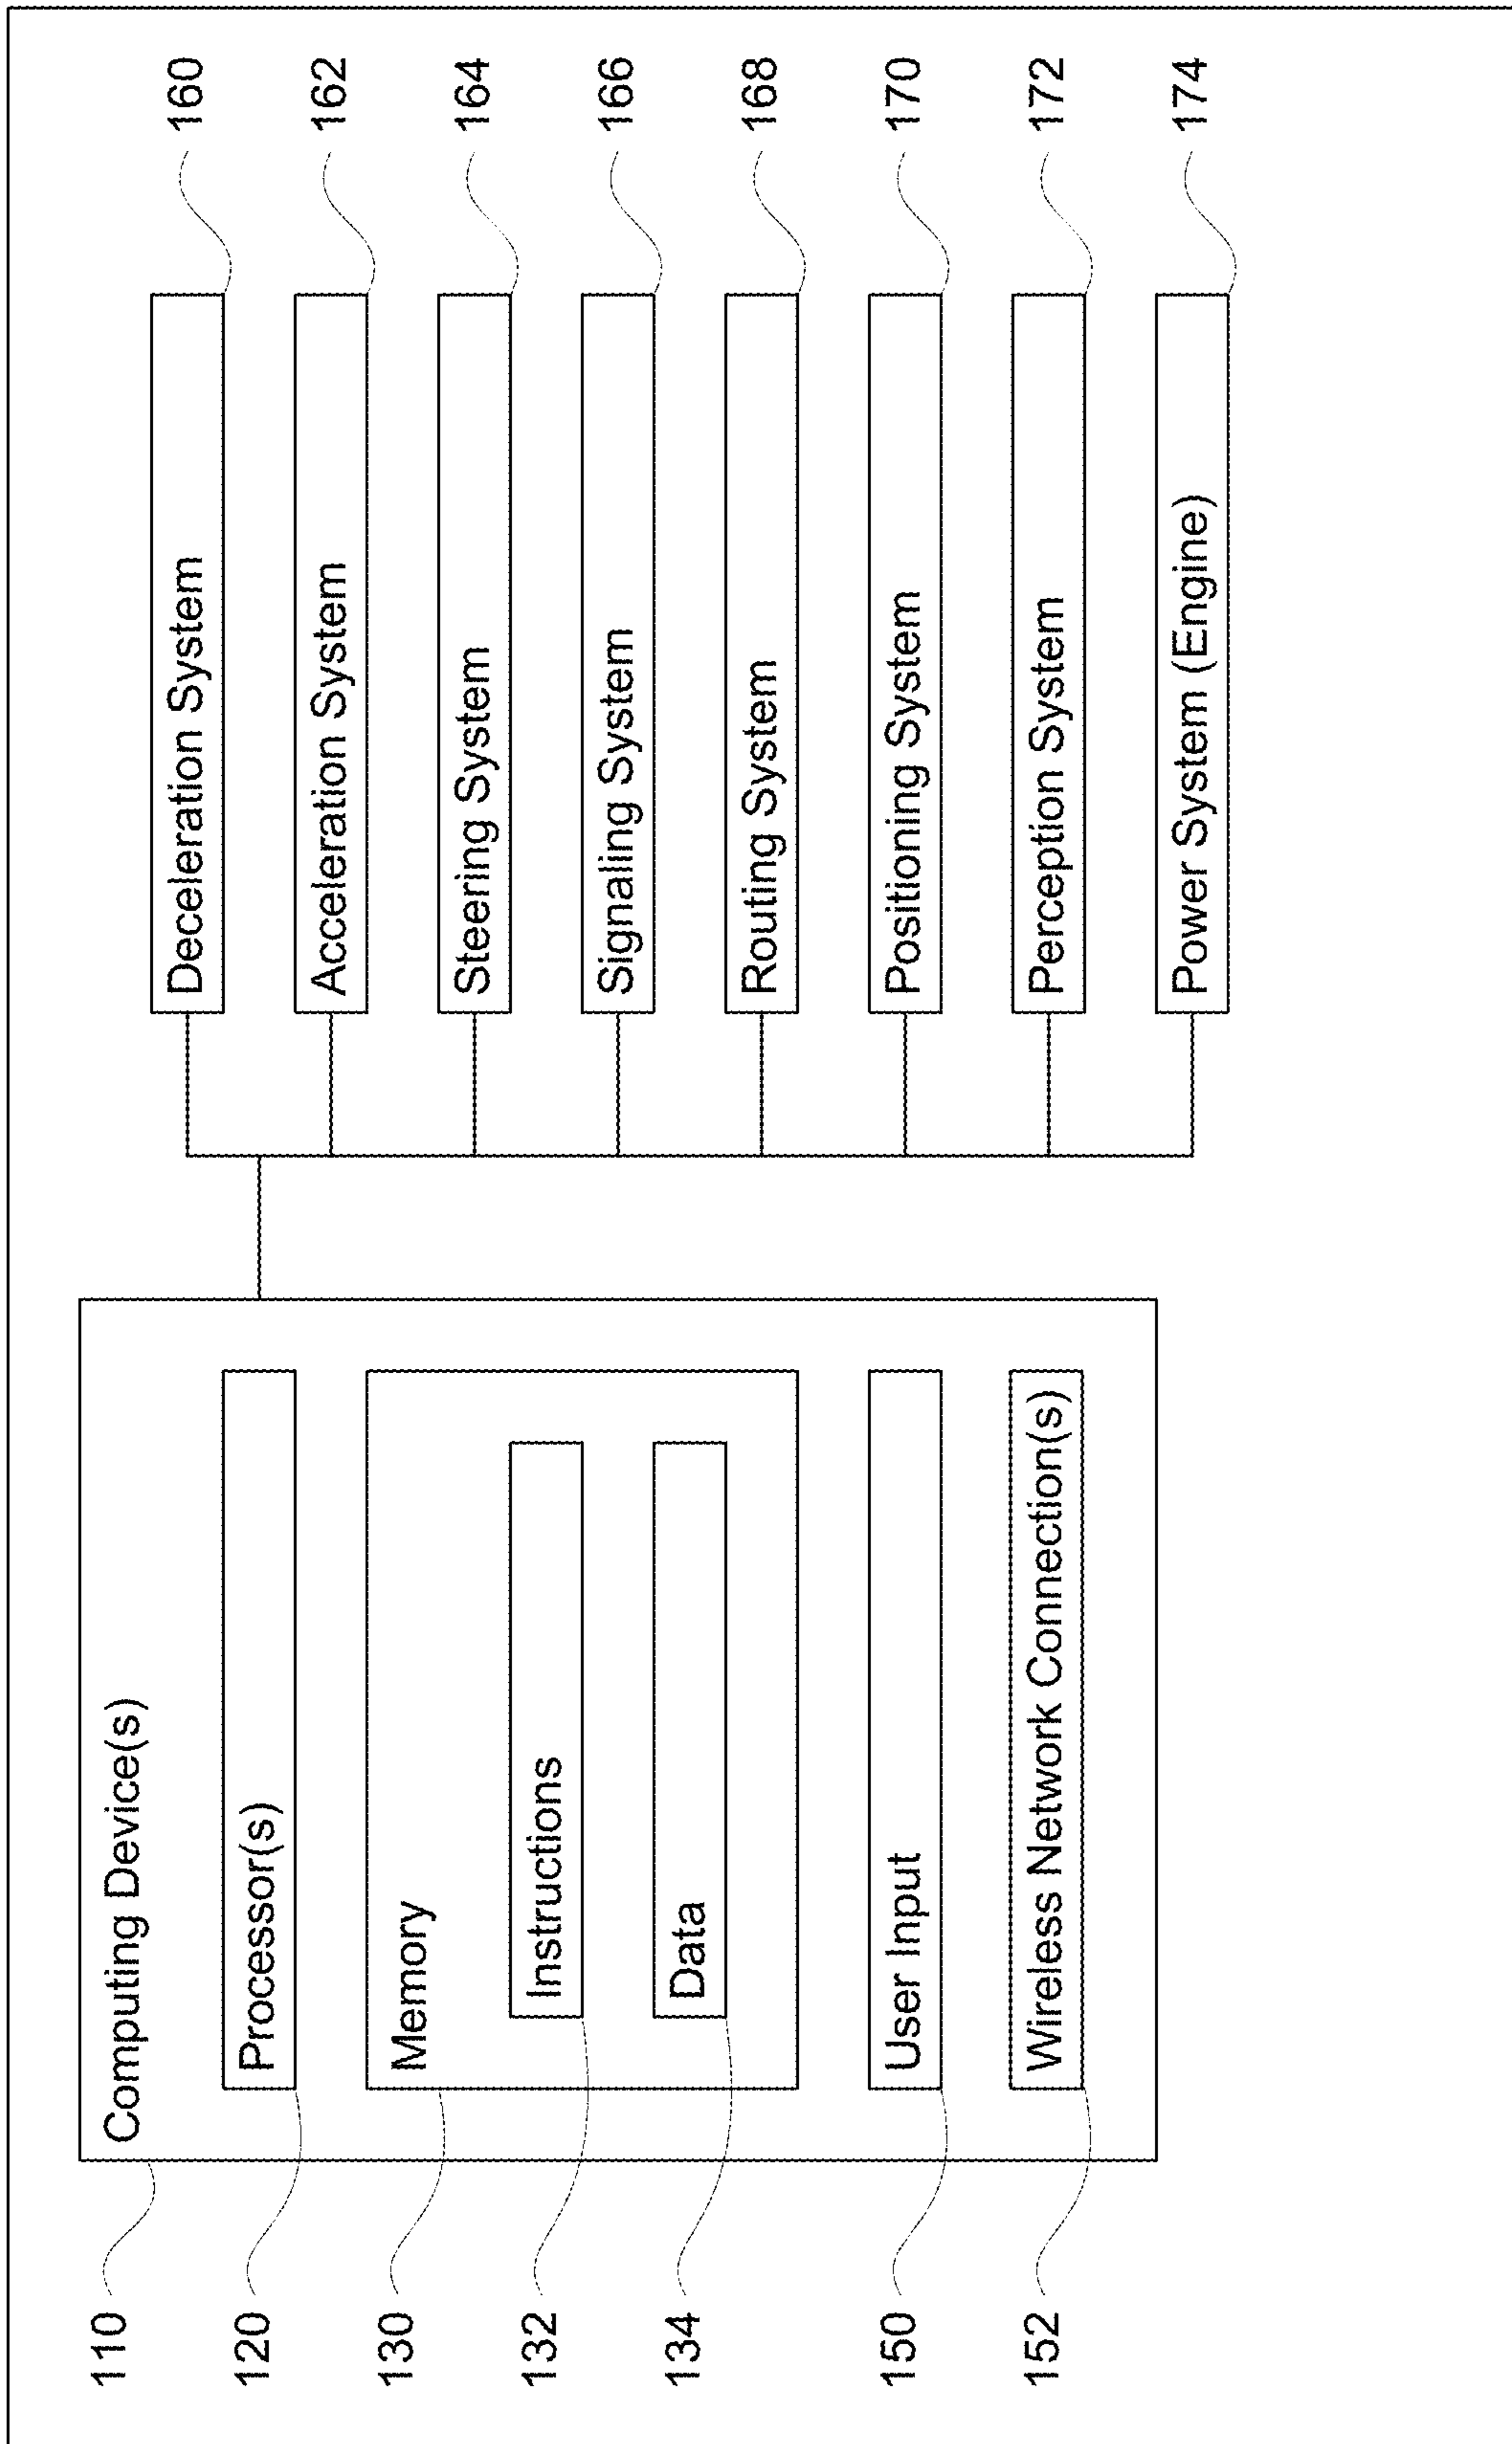 110
Computing Device(s)
120
Processor(s)
130
Memory
132
Instructions
134
Data
150
User Input
152
Wireless Network Connection(s)
Deceleration System
160
Acceleration System
162
Steering System
164
Signaling System
166
Routing System
168
Positioning System
170
Perception System
172
Power System (Engine)
174